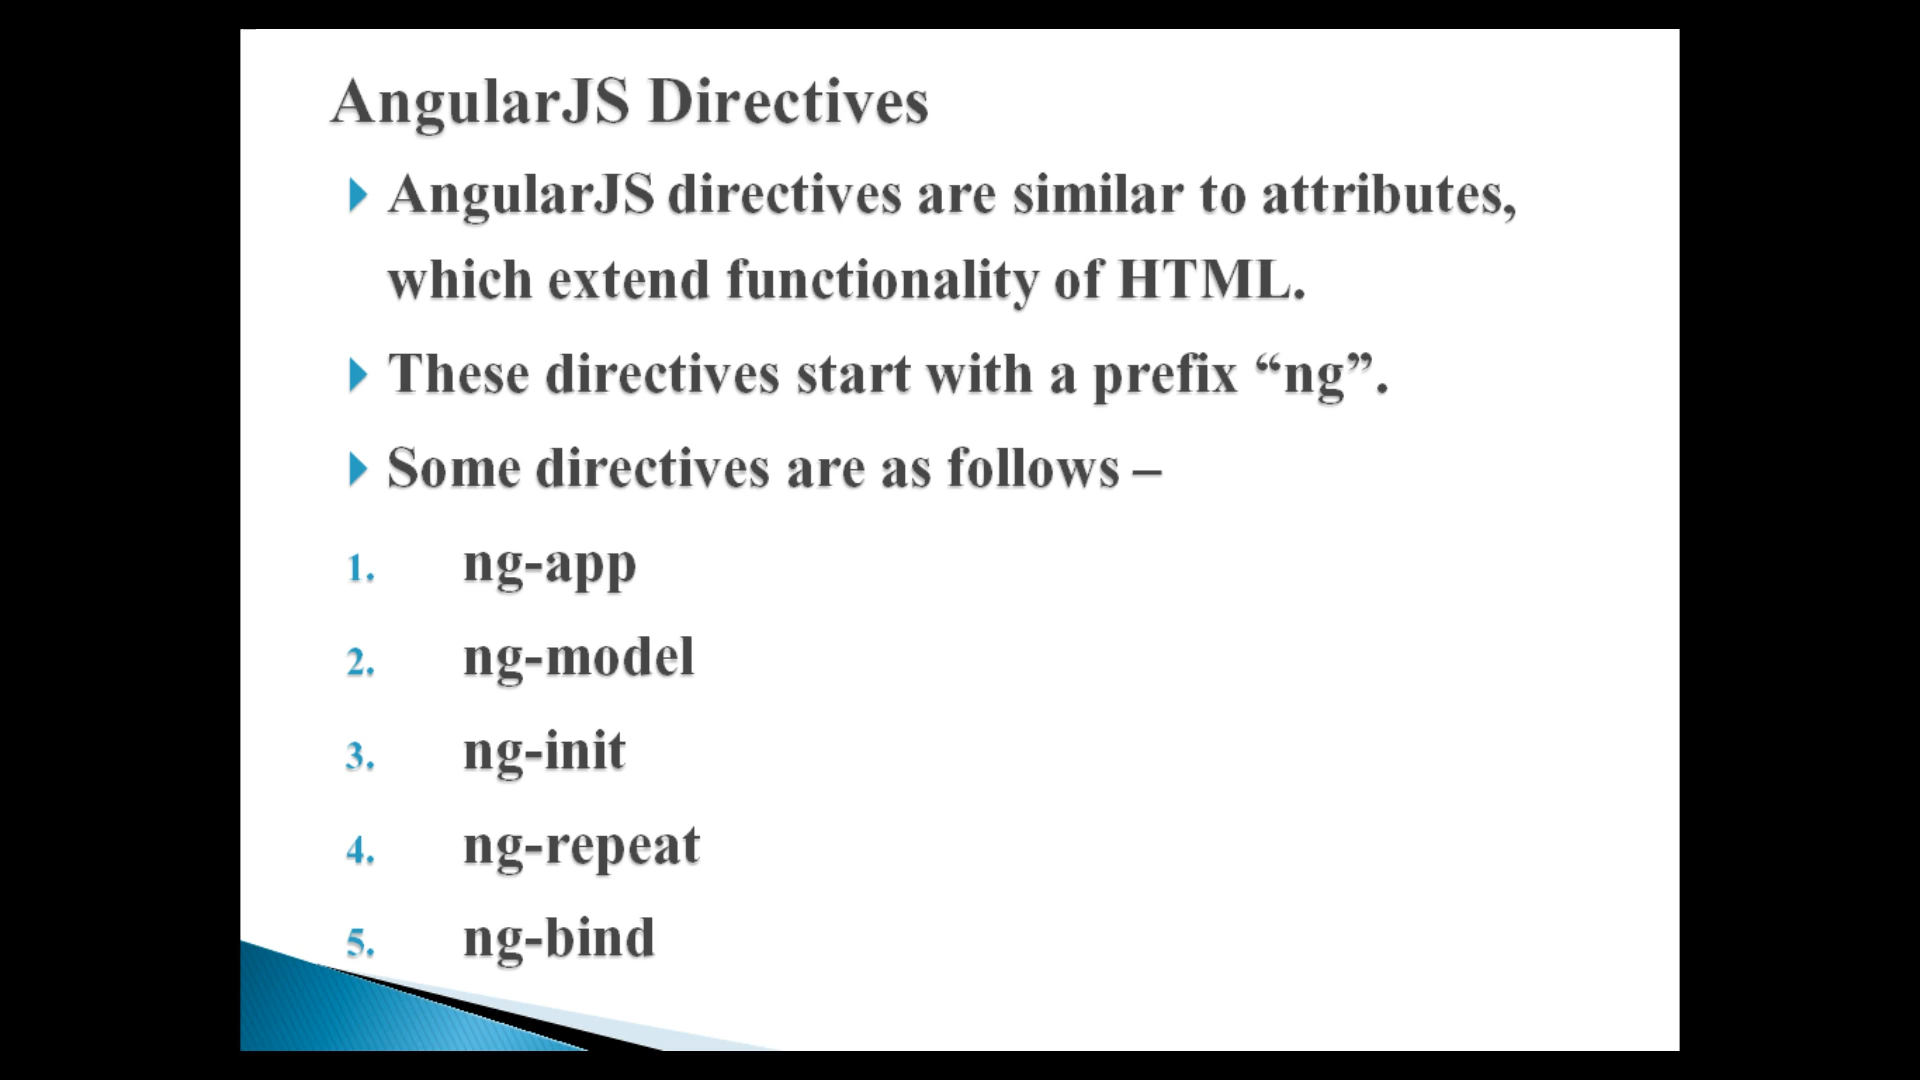 AngularJS Directives
AngularJS directives are similar to attributes,
which extend functionality of HTML.
These directives start with a prefix “ng”.
Some directives are as follows –
1. ng-app
2. ng-model
3. ng-init
4. ng-repeat
5. ng-bind